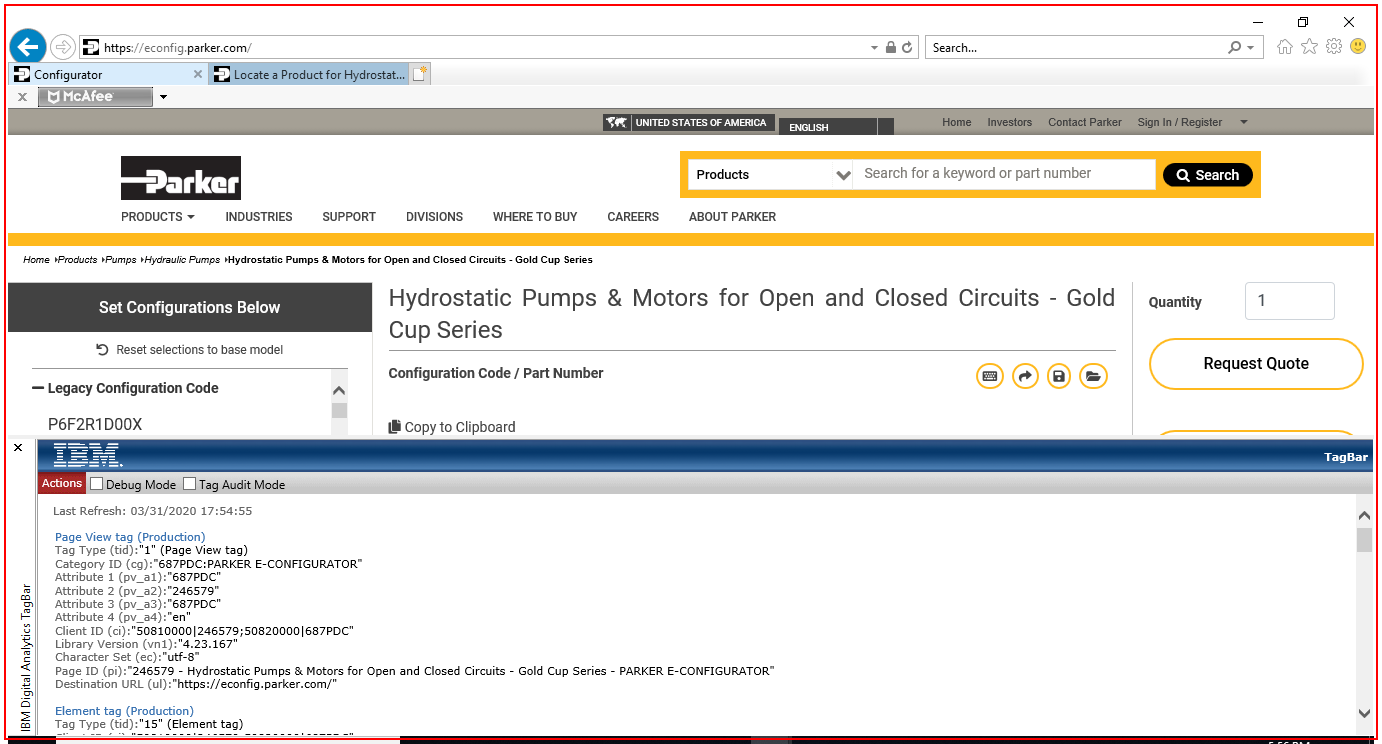 https://econfig.parker.com/
Search...
Configurator
Locate a Product for Hydrostat...
McAfee
UNITED STATES OF AMERICA
ENGLISH
Home Investors Contact Parker Sign In / Register
Parker
Products
Search for a keyword or part number
Search
PRODUCTS INDUSTRIES SUPPORT DIVISIONS WHERE TO BUY CAREERS ABOUT PARKER
Home Products Pumps Hydraulic Pumps Hydrostatic Pumps & Motors for Open and Closed Circuits - Gold Cup Series
Set Configurations Below
Reset selections to base model
Legacy Configuration Code
P6F2R1D00X
Hydrostatic Pumps & Motors for Open and Closed Circuits - Gold
Cup Series
Configuration Code / Part Number
Copy to Clipboard
Quantity
1
Request Quote
IBM
TagBar
Actions Debug Mode Tag Audit Mode
IBM Digital Analytics TagBar
Last Refresh: 03/31/2020 17:54:55
Page View tag (Production)
Tag Type (tid):"1" (Page View tag)
Category ID (cg):"687PDC:PARKER E-CONFIGURATOR"
Attribute 1 (pv_a1):"687PDC"
Attribute 2 (pv_a2):"246579"
Attribute 3 (pv_a3):"687PDC"
Attribute 4 (pv_a4):"en"
Client ID (ci):"50810000|246579;50820000|687PDC"
Library Version (vn1):"4.23.167"
Character Set (ec):"utf-8"
Page ID (pi):"246579 - Hydrostatic Pumps & Motors for Open and Closed Circuits - Gold Cup Series - PARKER E-CONFIGURATOR"
Destination URL (ul):"https://econfig.parker.com/"
Element tag (Production)
Tag Type (tid):"15" (Element tag)